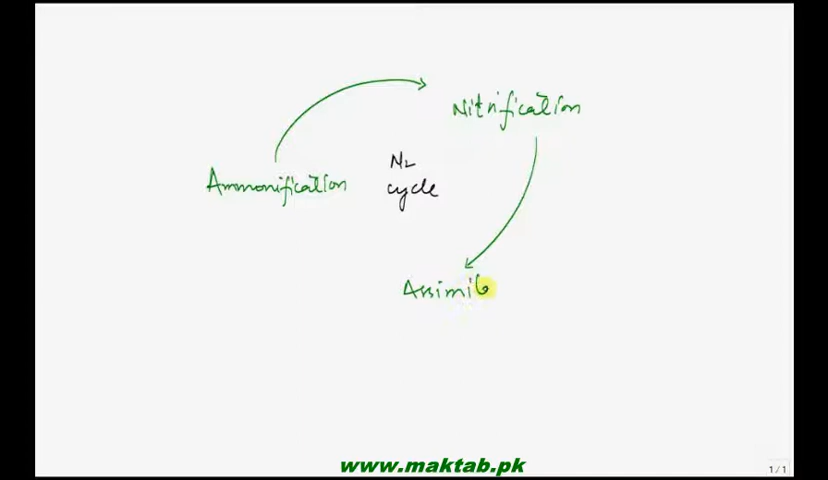 Nitrification
N2
Ammonification
cycle
Assimil
www.maktab.pk
1/1